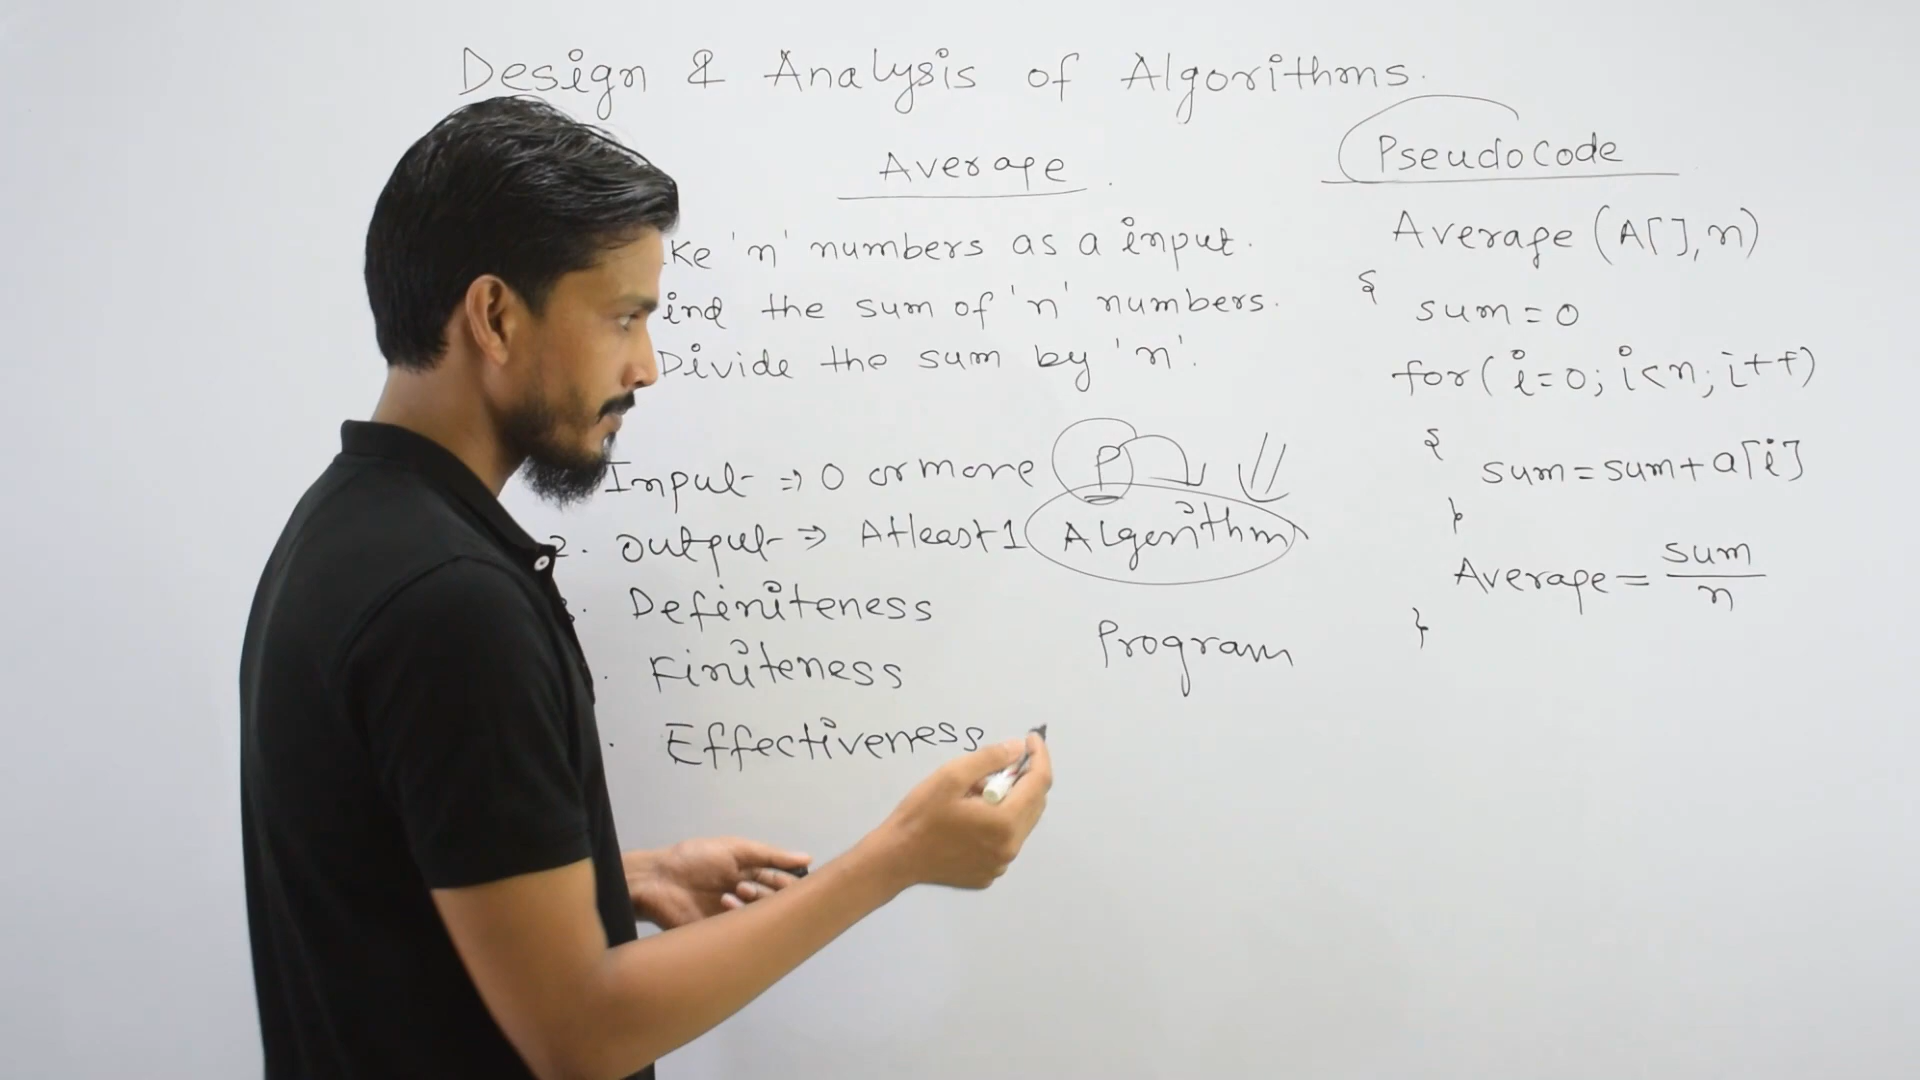 Design & Analysis of Algorithms.
Average
'n' numbers as a input.
the sum of 'n' numbers.
Divide the sum by 'n'.
Input => 0 or more
2. Output => Atleast 1
Definiteness
Finiteness
Effectiveness
P
Algorithm
Program
Pseudocode
Average (A[], n)
{
sum = 0
for( i=0; i<n; i++)
{
sum = sum + a[i]
}
Average = sum
n
}